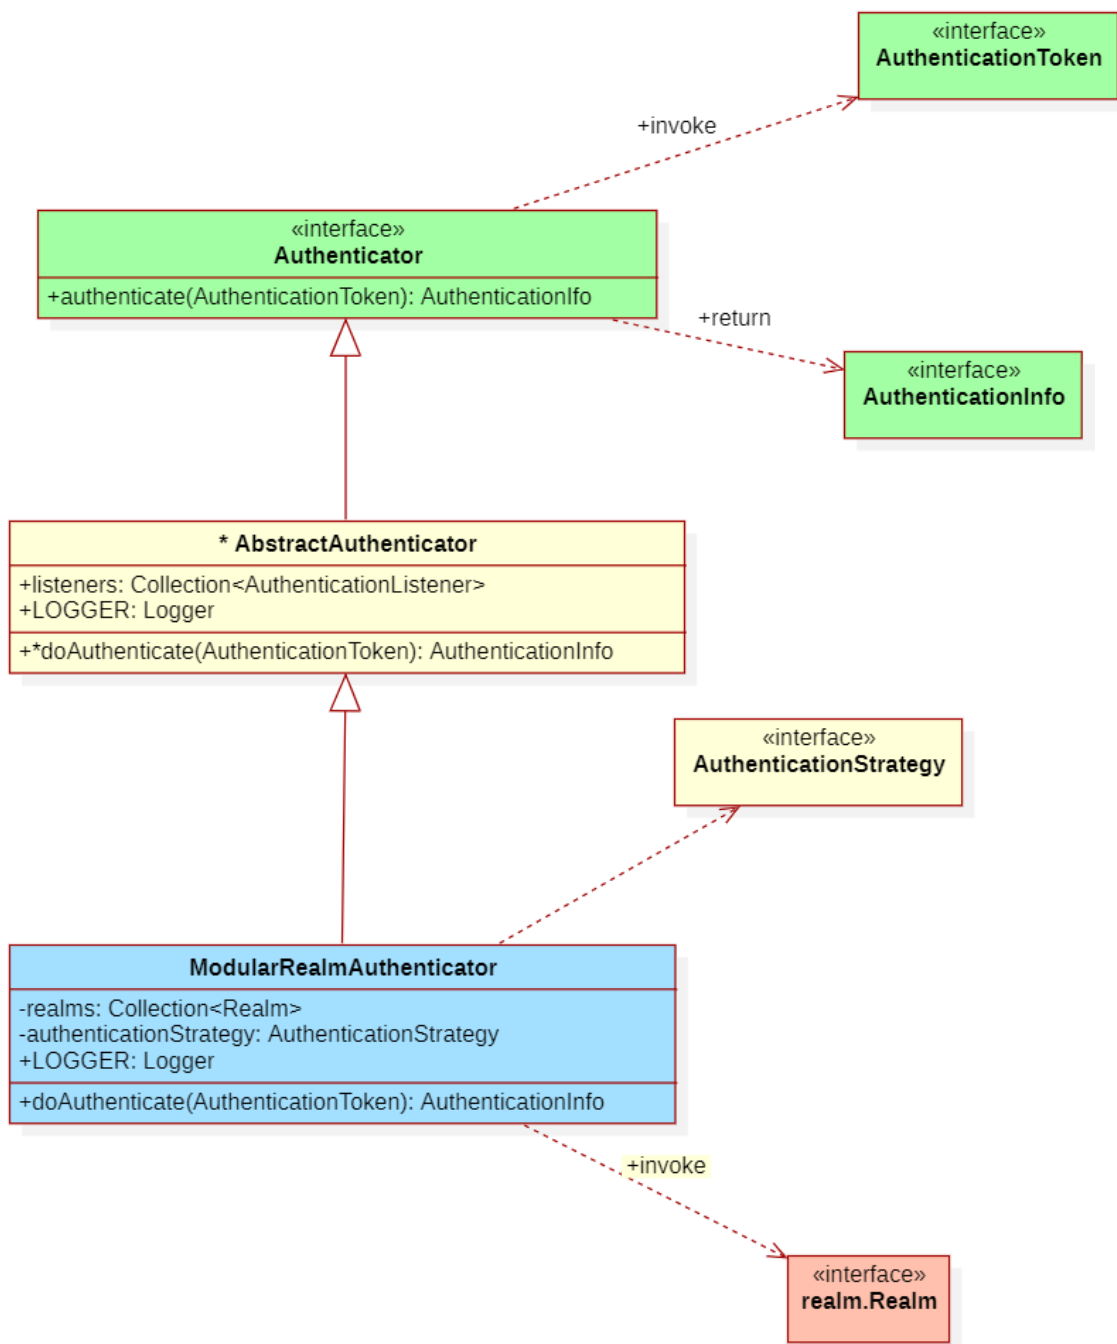 «interface»
AuthenticationToken
+invoke
«interface»
Authenticator
+authenticate(AuthenticationToken): AuthenticationIfo
+return
«interface»
AuthenticationInfo
* AbstractAuthenticator
+listeners: Collection<AuthenticationListener>
+LOGGER: Logger
+*doAuthenticate(AuthenticationToken): AuthenticationInfo
«interface»
AuthenticationStrategy
ModularRealmAuthenticator
-realms: Collection<Realm>
-authenticationStrategy: AuthenticationStrategy
+LOGGER: Logger
+doAuthenticate(AuthenticationToken): AuthenticationInfo
+invoke
«interface»
realm.Realm